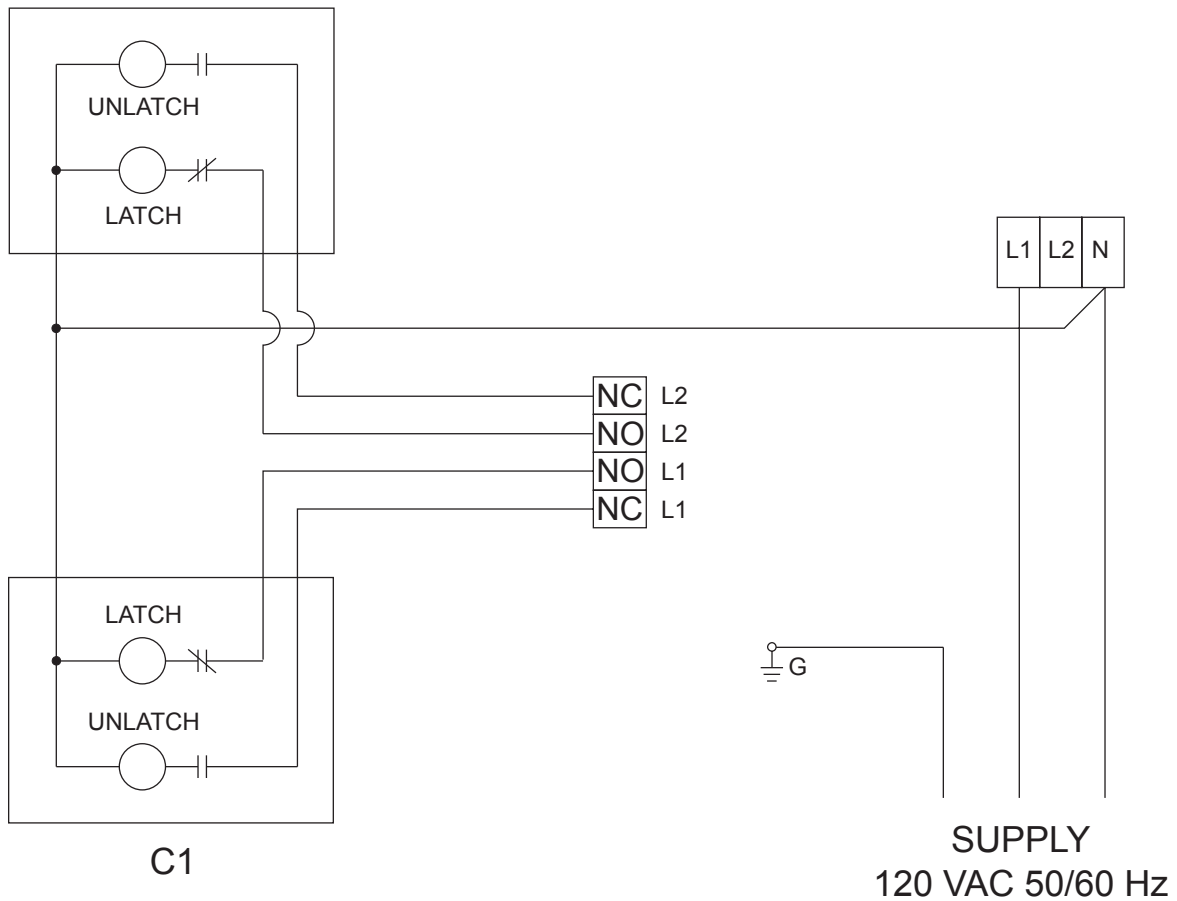 UNLATCH
LATCH
L1 L2 N
NC L2
NO L2
NO L1
NC L1
LATCH
G
UNLATCH
C1
SUPPLY
120 VAC 50/60 Hz